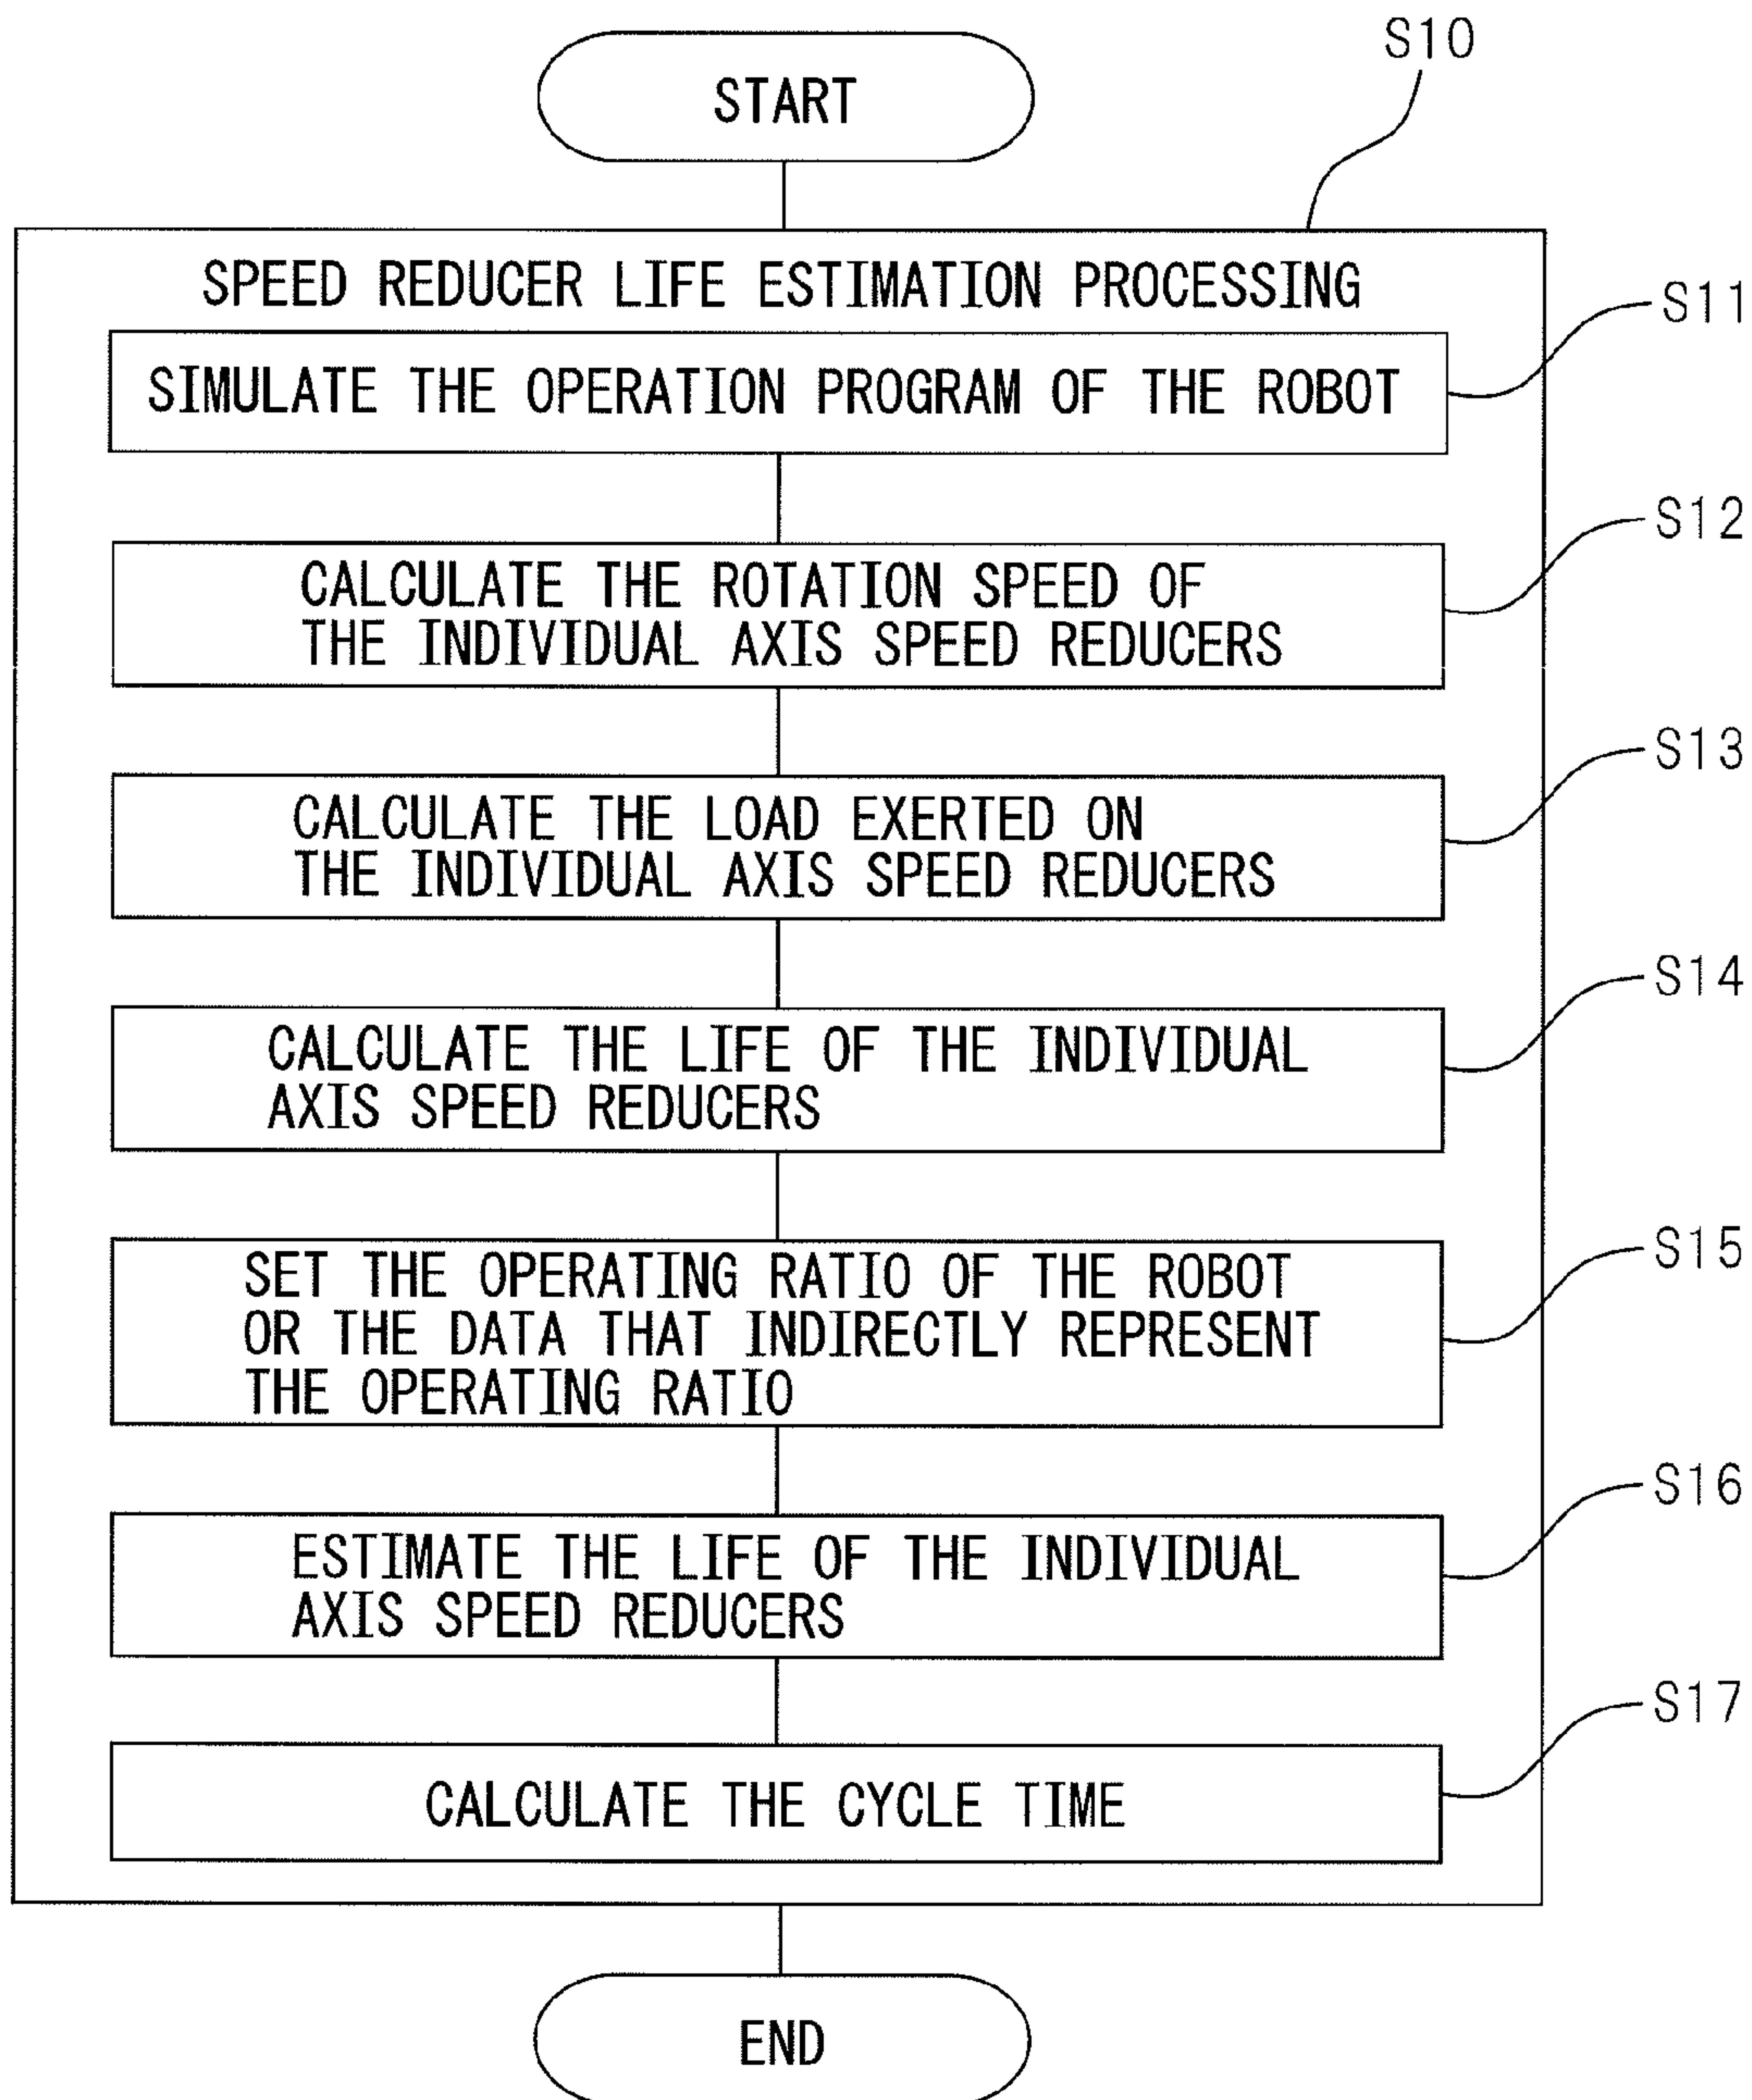 START
S10
SPEED REDUCER LIFE ESTIMATION PROCESSING
S11
SIMULATE THE OPERATION PROGRAM OF THE ROBOT
S12
CALCULATE THE ROTATION SPEED OF
THE INDIVIDUAL AXIS SPEED REDUCERS
S13
CALCULATE THE LOAD EXERTED ON
THE INDIVIDUAL AXIS SPEED REDUCERS
S14
CALCULATE THE LIFE OF THE INDIVIDUAL
AXIS SPEED REDUCERS
S15
SET THE OPERATING RATIO OF THE ROBOT
OR THE DATA THAT INDIRECTLY REPRESENT
THE OPERATING RATIO
S16
ESTIMATE THE LIFE OF THE INDIVIDUAL
AXIS SPEED REDUCERS
S17
CALCULATE THE CYCLE TIME
END